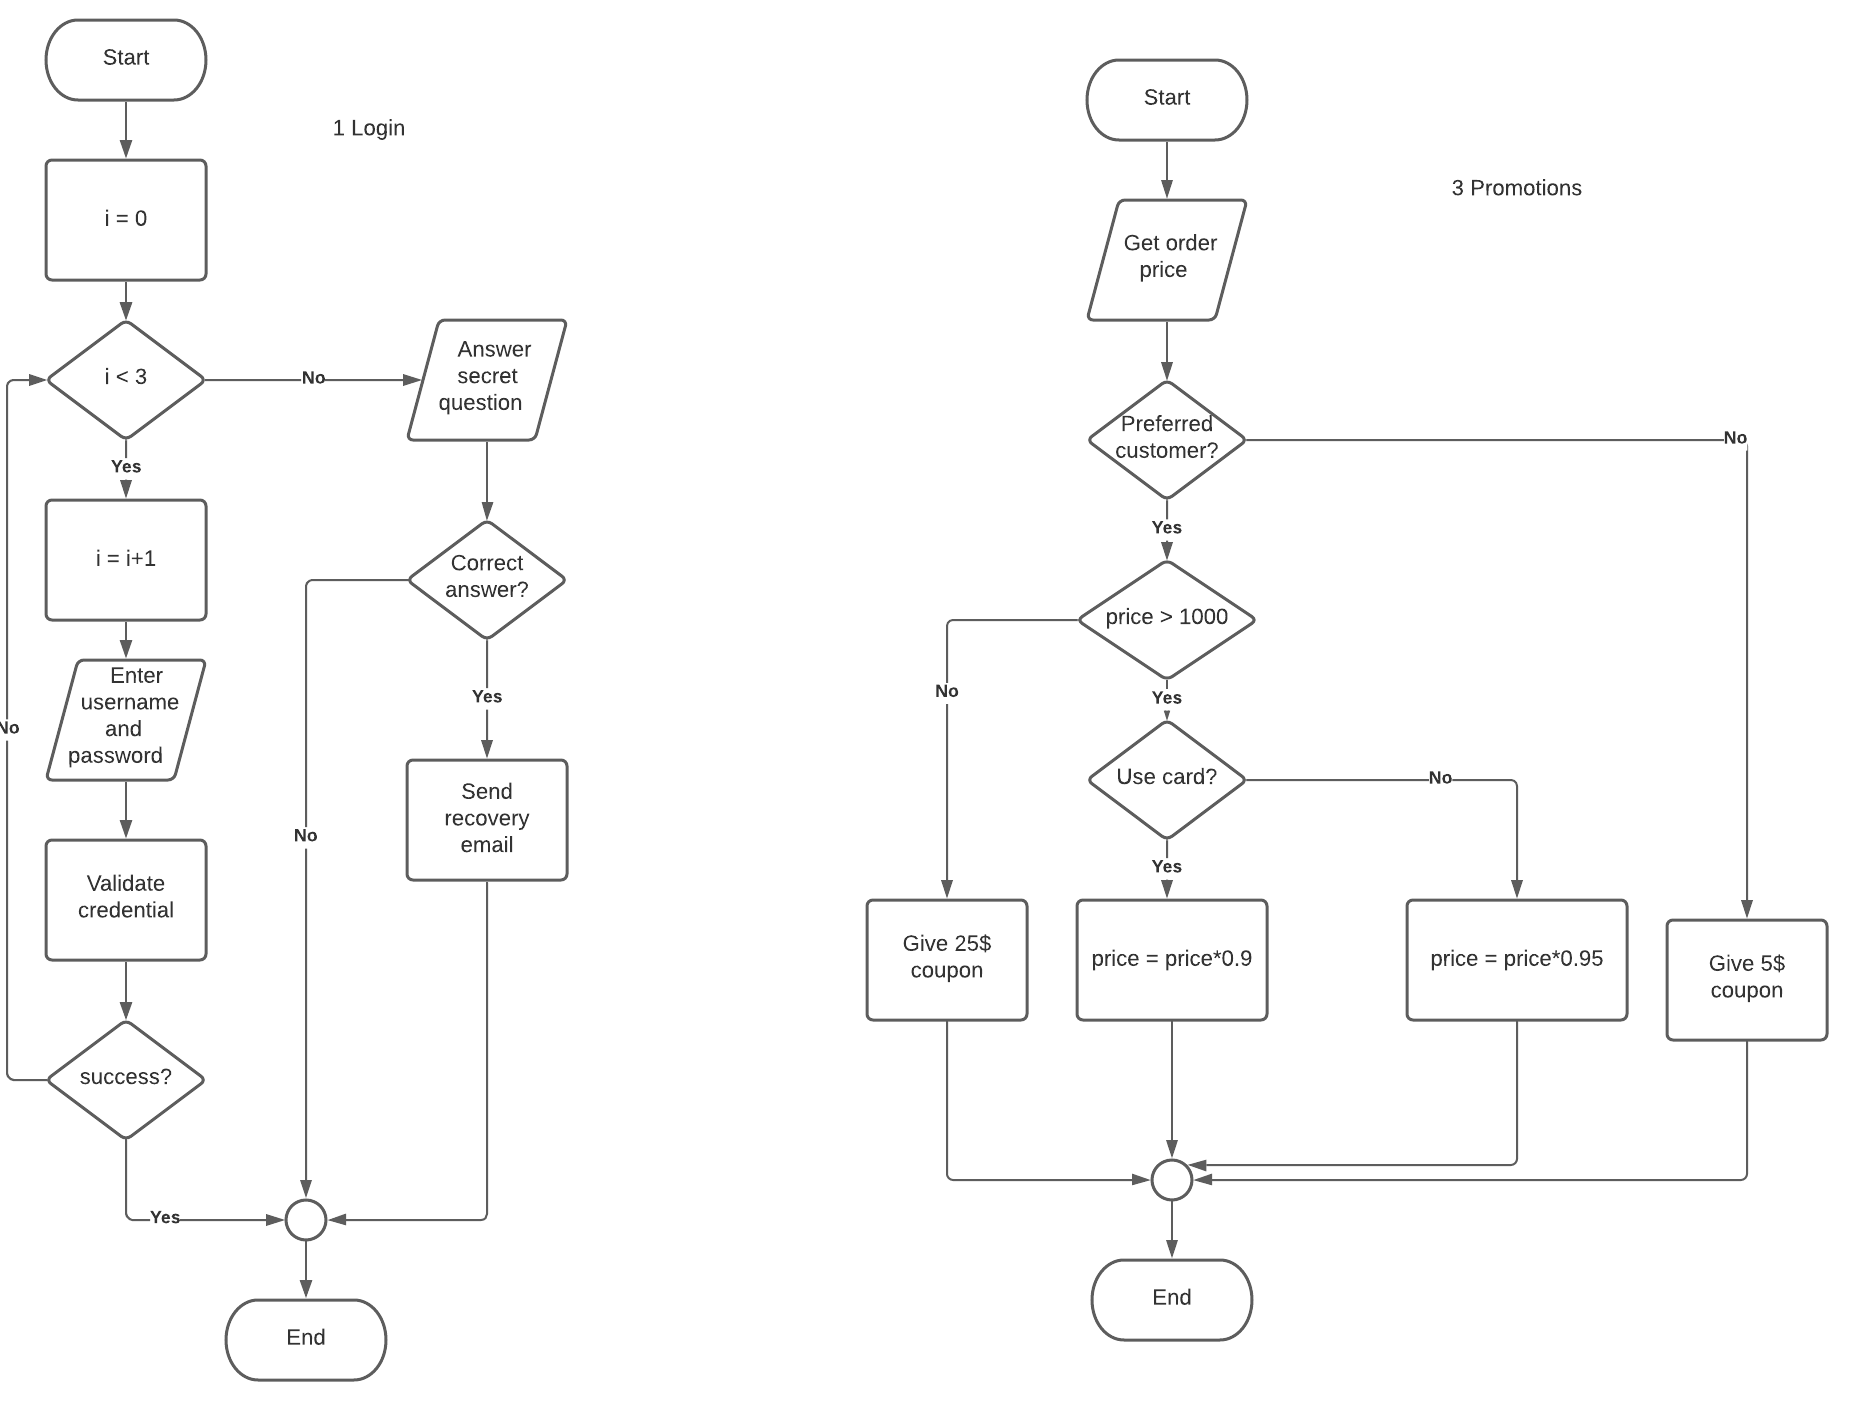 Start
1 Login
i = 0
i < 3
No
Answer
secret
question
Yes
i = i+1
Correct
answer?
Enter
username
and
password
No
Yes
Send
recovery
email
No
Validate
credential
success?
Yes
End
Start
3 Promotions
Get order
price
Preferred
customer?
No
Yes
price > 1000
No
Yes
Use card?
No
Yes
Give 25$
coupon
price = price*0.9
price = price*0.95
Give 5$
coupon
End